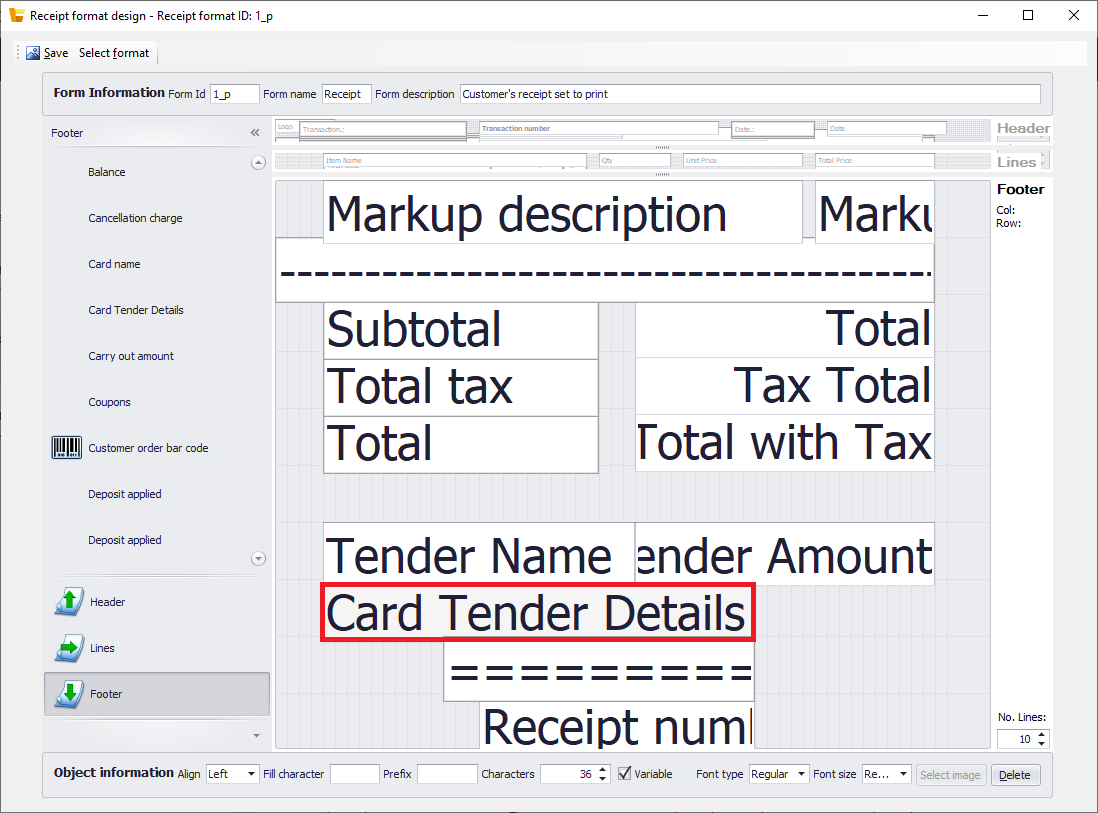 Receipt format design - Receipt format ID: 1_p
Save Select format
Form Information Form Id 1_p Form name Receipt Form description Customer's receipt set to print
Footer
Balance
Cancellation charge
Card name
Card Tender Details
Carry out amount
Coupons
Customer order bar code
Deposit applied
Deposit applied
Header
Lines
Footer
Logo Transaction.: Transaction number Date.: Date Header
Item Name Qty Unit Price Total Price Lines
Markup description Marku
----------------------------------------
Subtotal Total
Total tax Tax Total
Total Total with Tax
Tender Name ender Amount
Card Tender Details
==========
Receipt num
Footer
Col:
Row:
No. Lines:
10
Object information Align Left Fill character Prefix Characters 36 Variable Font type Regular Font size Re... Select image Delete